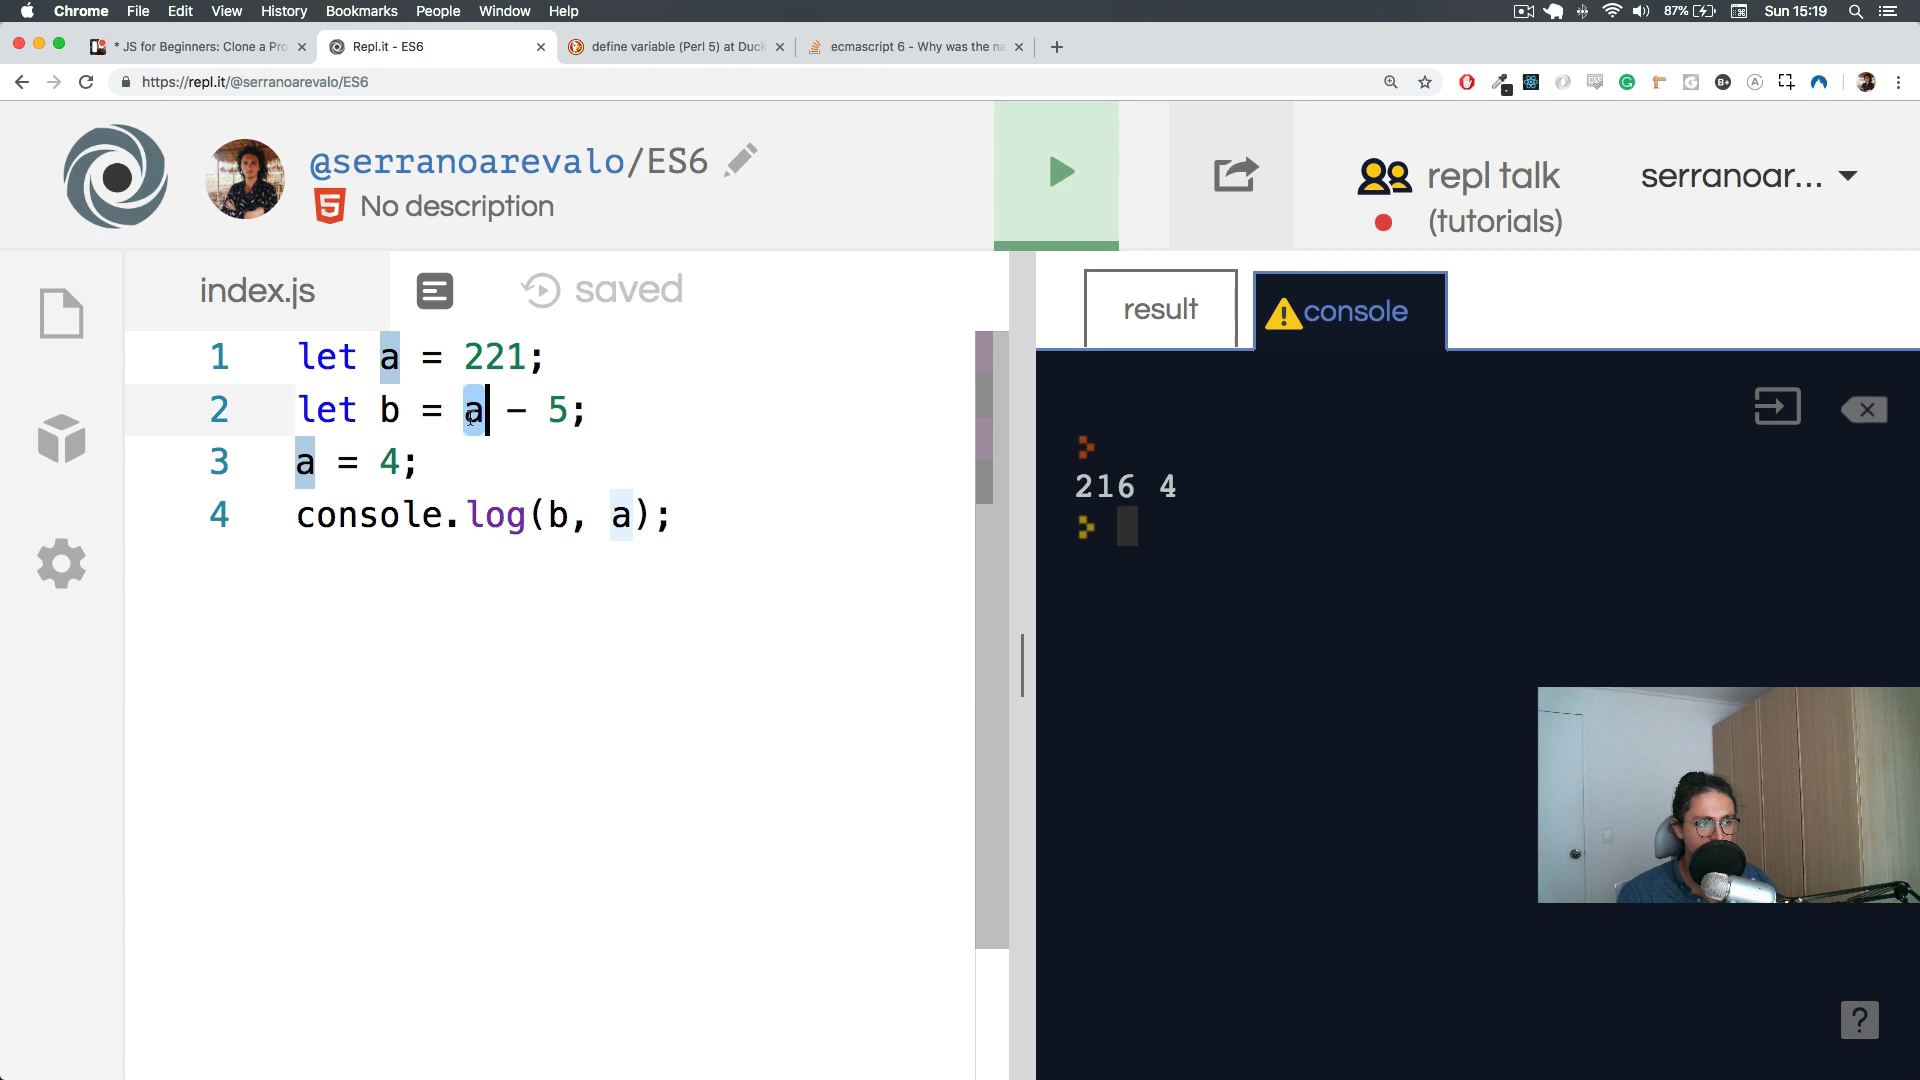 Chrome File Edit View History Bookmarks People Window Help
87%
Sun 15:19
* JS for Beginners: Clone a Pro
Repl.it - ES6
define variable (Perl 5) at Duck
ecmascript 6 - Why was the na
https://repl.it/@serranoarevalo/ES6
@serranoarevalo/ES6
No description
repl talk
(tutorials)
serranoar...
index.js
saved
result
console
1 let a = 221;
2 let b = a - 5;
3 a = 4;
4 console.log(b, a);
216 4
?